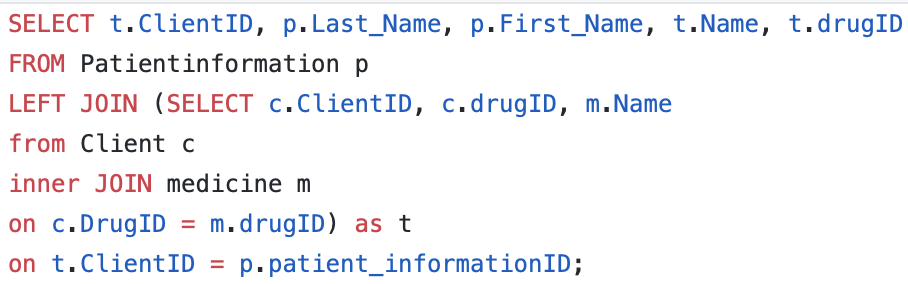 SELECT t.ClientID, p.Last_Name, p.First_Name, t.Name, t.drugID
FROM Patientinformation p
LEFT JOIN (SELECT c.ClientID, c.drugID, m.Name
from Client c
inner JOIN medicine m
on c.DrugID = m.drugID) as t
on t.ClientID = p.patient_informationID;